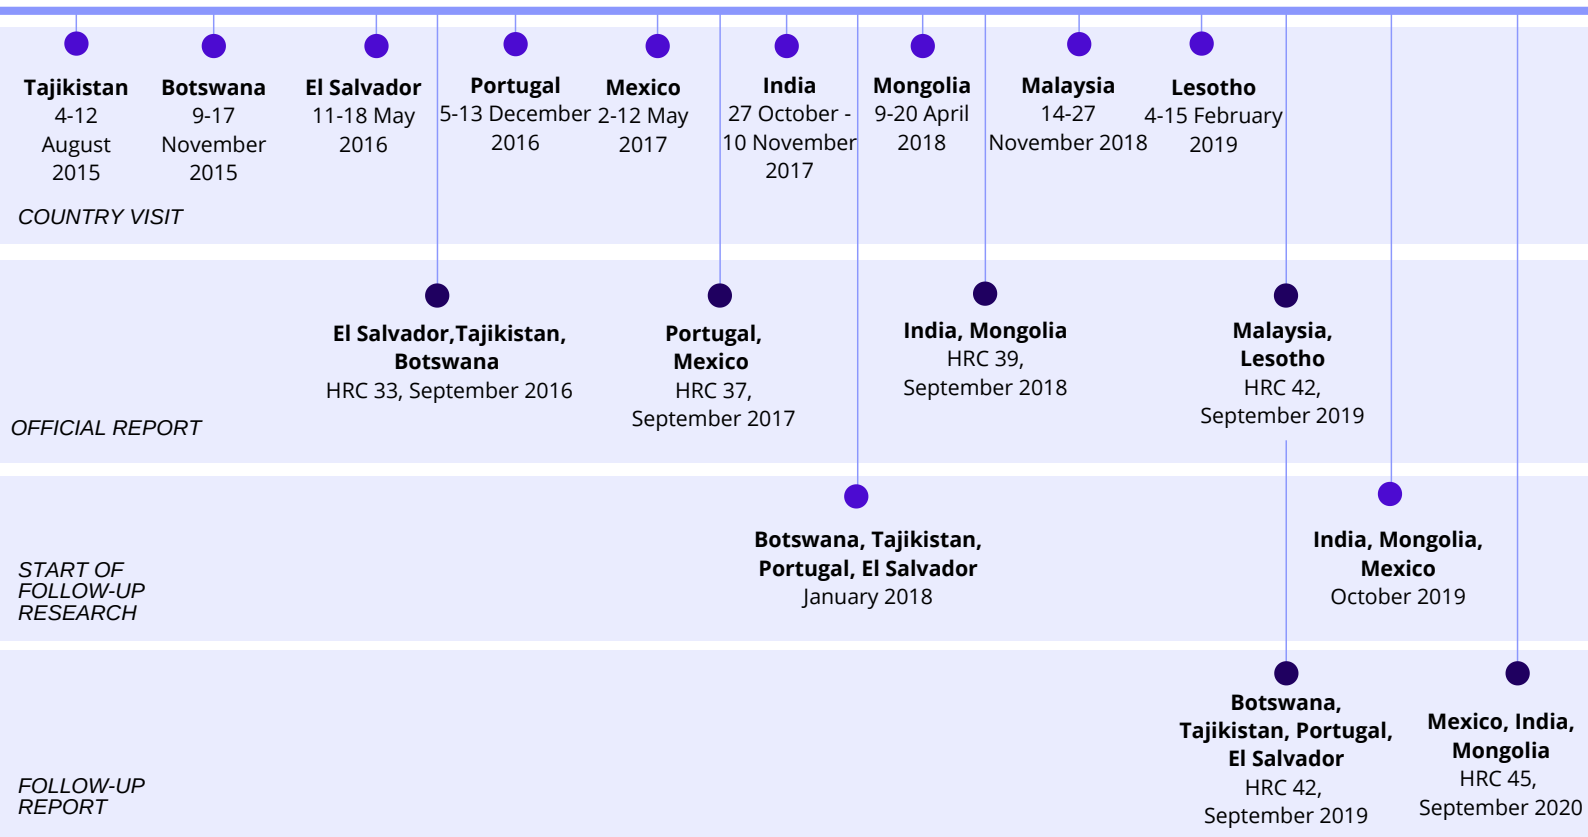 Tajikistan
4-12
August
2015
Botswana
9-17
November
2015
El Salvador
11-18 May
2016
Portugal
5-13 December
2016
Mexico
2-12 May
2017
India
27 October -
10 November
2017
Mongolia
9-20 April
2018
Malaysia
14-27
November 2018
Lesotho
4-15 February
2019
COUNTRY VISIT
El Salvador,Tajikistan,
Botswana
HRC 33, September 2016
Portugal,
Mexico
HRC 37,
September 2017
India, Mongolia
HRC 39,
September 2018
Malaysia,
Lesotho
HRC 42,
September 2019
OFFICIAL REPORT
Botswana, Tajikistan,
Portugal, El Salvador
January 2018
India, Mongolia,
Mexico
October 2019
START OF
FOLLOW-UP
RESEARCH
Botswana,
Tajikistan, Portugal,
El Salvador
HRC 42,
September 2019
Mexico, India,
Mongolia
HRC 45,
September 2020
FOLLOW-UP
REPORT